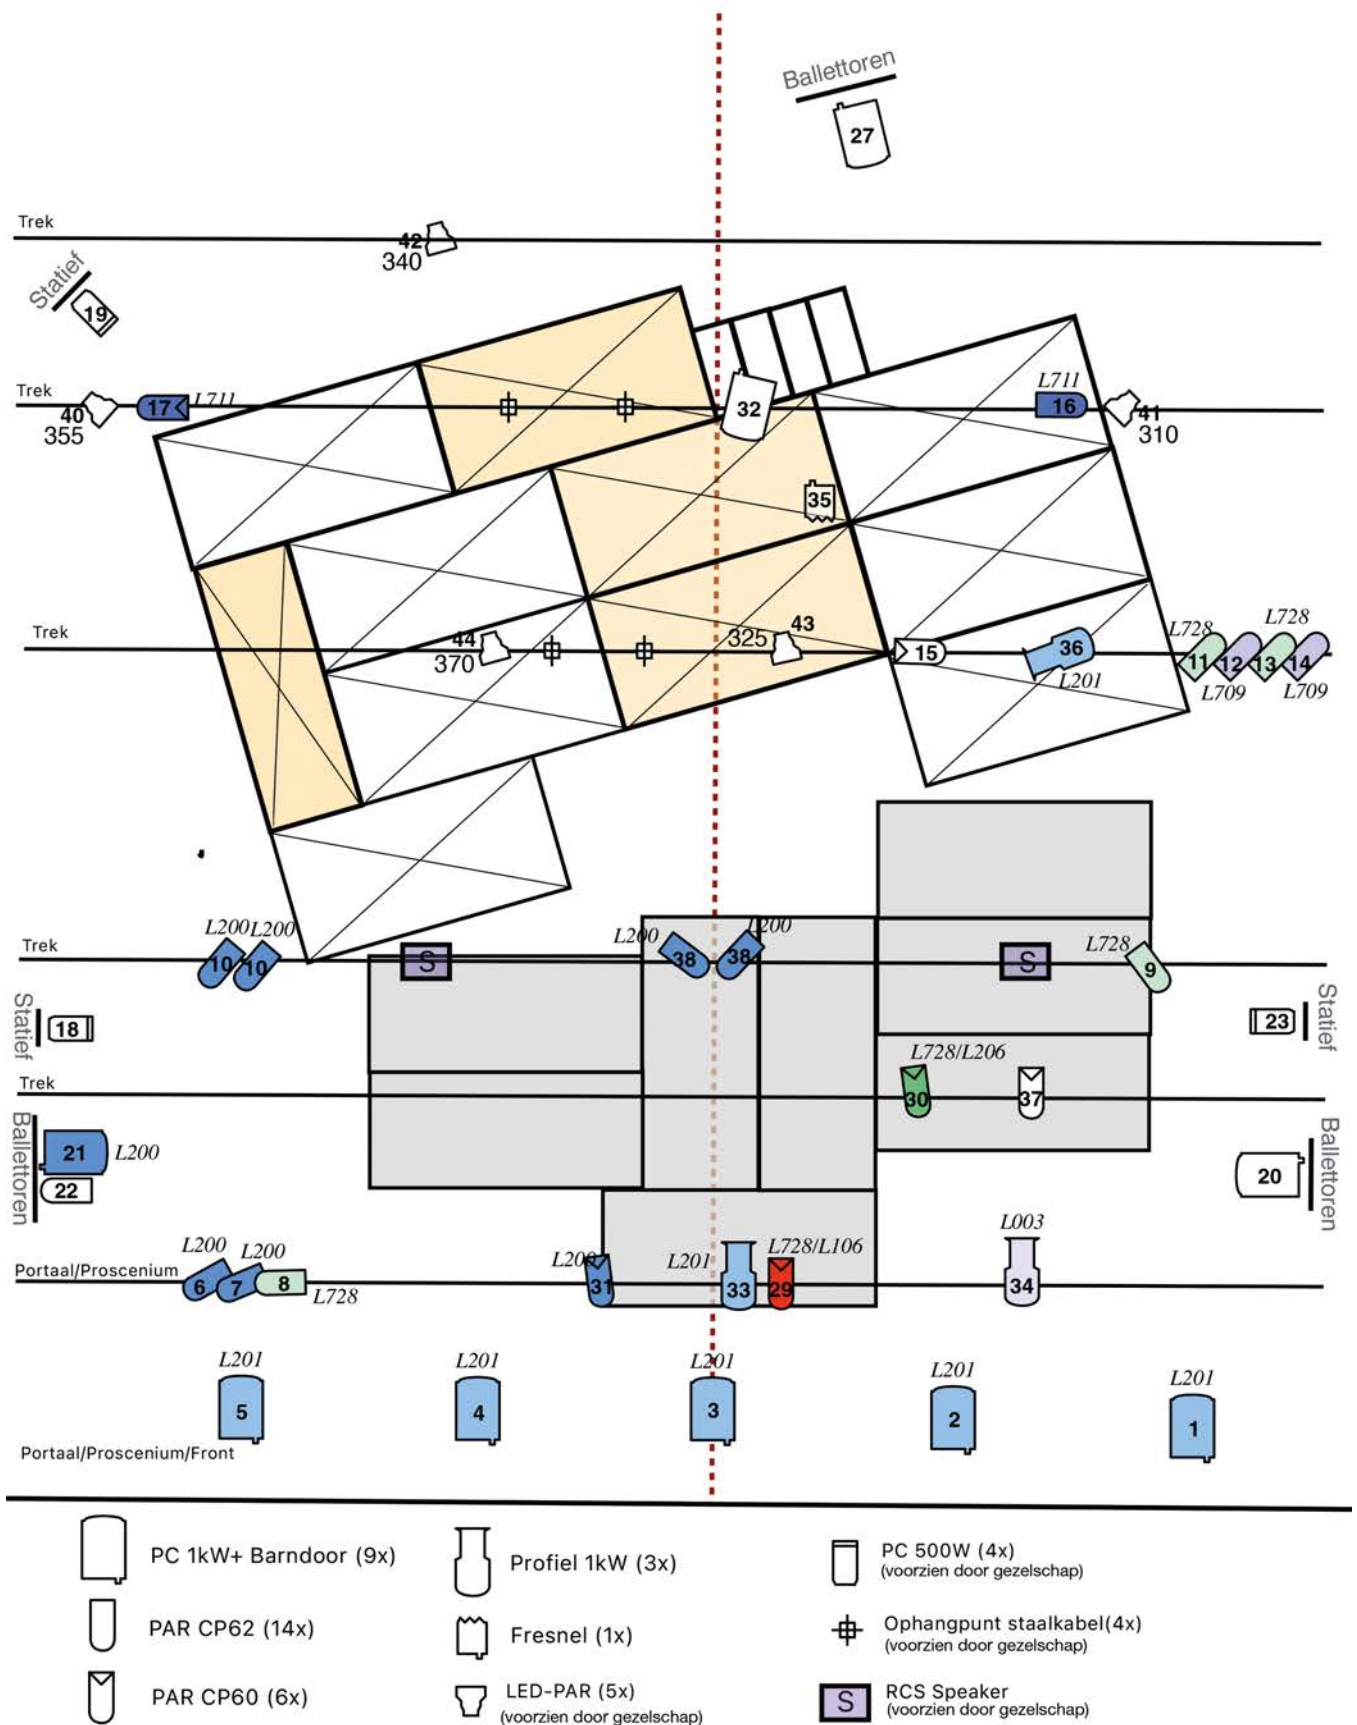 Ballettoren
27
Trek
42
340
Statief
19
Trek
40
355
17
L711
32
L711
16
41
310
35
Trek
44
370
43
325
15
36
L201
L728
L728
11
12
13
14
L709
L709
L200
L200
Trek
10
10
S
L200
L200
38
38
S
L728
9
Statief
18
23
Statief
L728/L206
Trek
30
37
Ballettoren
21
L200
22
20
Ballettoren
L200
L200
Portaal/Proscenium
6
7
8
L728
L200
31
L201
33
L728/L106
29
L003
34
L201
L201
L201
L201
L201
5
4
3
2
1
Portaal/Proscenium/Front
PC 1kW+ Barndoor (9x)
Profiel 1kW (3x)
PC 500W (4x)
(voorzien door gezelschap)
PAR CP62 (14x)
Fresnel (1x)
Ophangpunt staalkabel(4x)
(voorzien door gezelschap)
PAR CP60 (6x)
LED-PAR (5x)
(voorzien door gezelschap)
S
RCS Speaker
(voorzien door gezelschap)